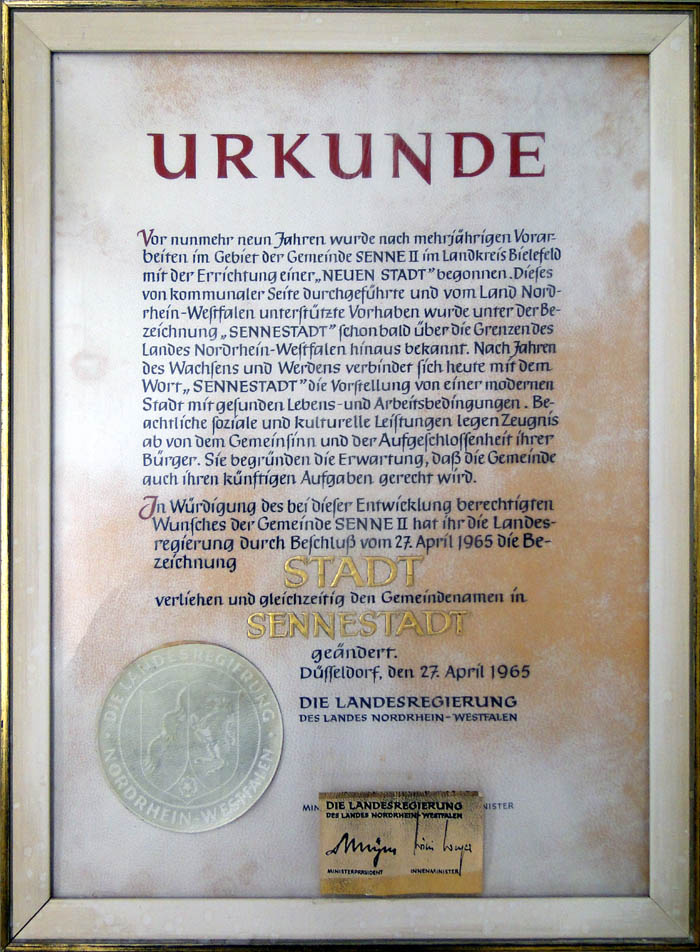 URKUNDE
Vor nunmehr neun Jahren wurde nach mehrjährigen Vorar-
beiten im Gebiet der Gemeinde SENNE II im Landkreis Bielefeld
mit der Errichtung einer „NEUEN STADT" begonnen. Dieſes
von kommunaler Seite durchgeführte und vom Land Nord-
rhein-Weſtfalen unterſtützte Vorhaben wurde unter der Be-
zeichnung „SENNESTADT" ſchon bald über die Grenzen des
Landes Nordrhein-Weſtfalen hinaus bekannt. Nach Jahren
des Wachſens und Werdens verbindet ſich heute mit dem
Wort „SENNESTADT" die Vorſtellung von einer modernen
Stadt mit geſunden Lebens- und Arbeitsbedingungen. Be-
achtliche ſoziale und kulturelle Leiſtungen legen Zeugnis
ab von dem Gemeinſinn und der Aufgeſchloſſenheit ihrer
Bürger. Sie begründen die Erwartung, daß die Gemeinde
auch ihren künftigen Aufgaben gerecht wird.
In Würdigung des bei dieſer Entwicklung berechtigten
Wunſches der Gemeinde SENNE II hat ihr die Landes-
regierung durch Beſchluß vom 27. April 1965 die Be-
zeichnung
STADT
verliehen und gleichzeitig den Gemeindenamen in
SENNESTADT
geändert.
Düſſeldorf, den 27. April 1965
DIE LANDESREGIERUNG
DES LANDES NORDRHEIN-WESTFALEN
DIE LANDESREGIERUNG
NORDRHEIN-WESTFALEN
DIE LANDESREGIERUNG
DES LANDES NORDRHEIN-WESTFALEN
MINISTERPRÄSIDENT INNENMINISTER